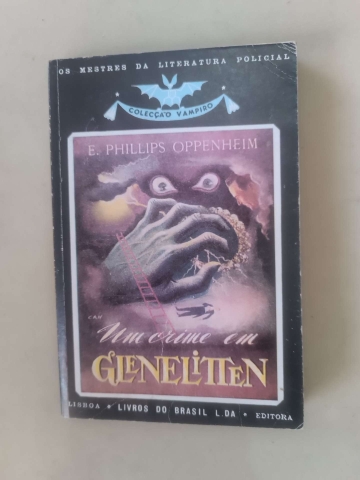 OS MESTRES DA LITERATURA POLICIAL
COLECÇÃO VAMPIRO
E. PHILLIPS OPPENHEIM
Um crime em
GLENELITTEN
LISBOA * LIVROS DO BRASIL L.DA * EDITORA